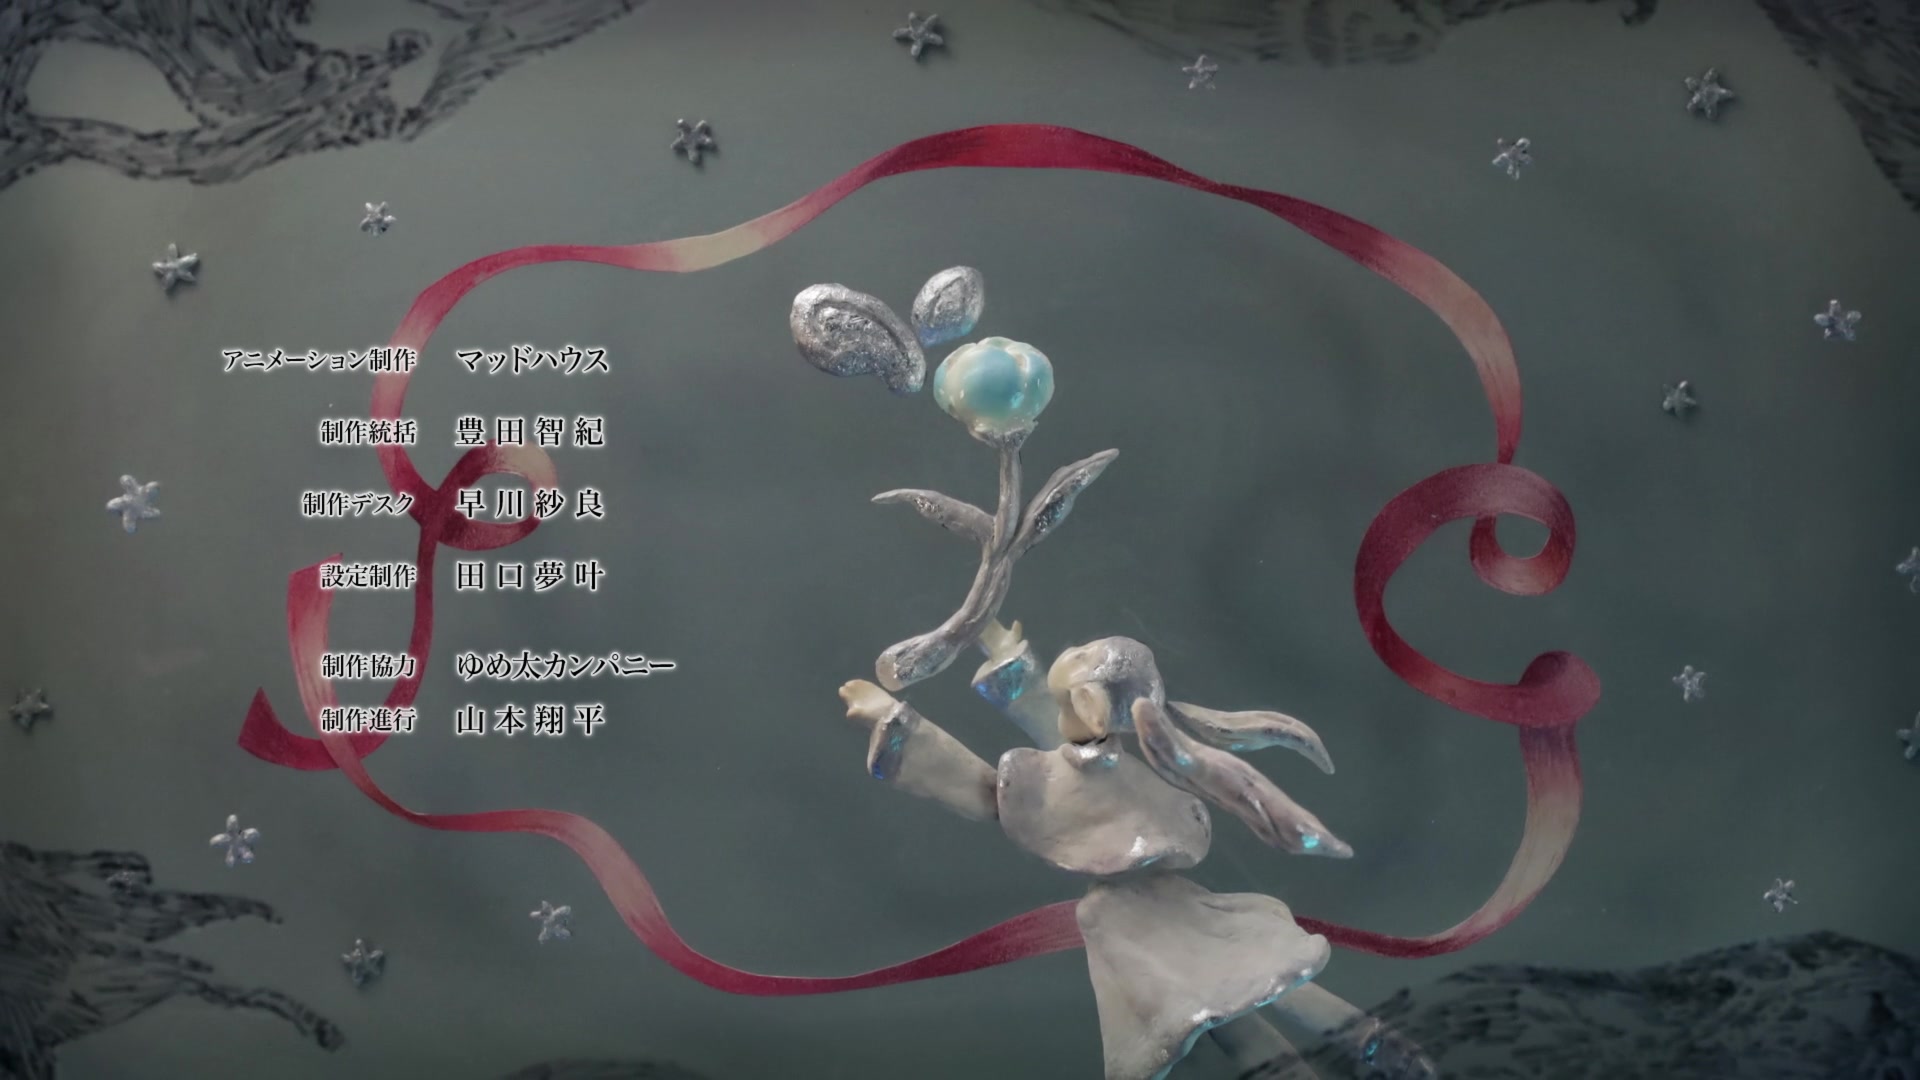 アニメーション制作 マッドハウス
制作統括 豊田智紀
制作デスク 早川紗良
設定制作 田口夢叶
制作協力 ゆめ太カンパニー
制作進行 山本翔平